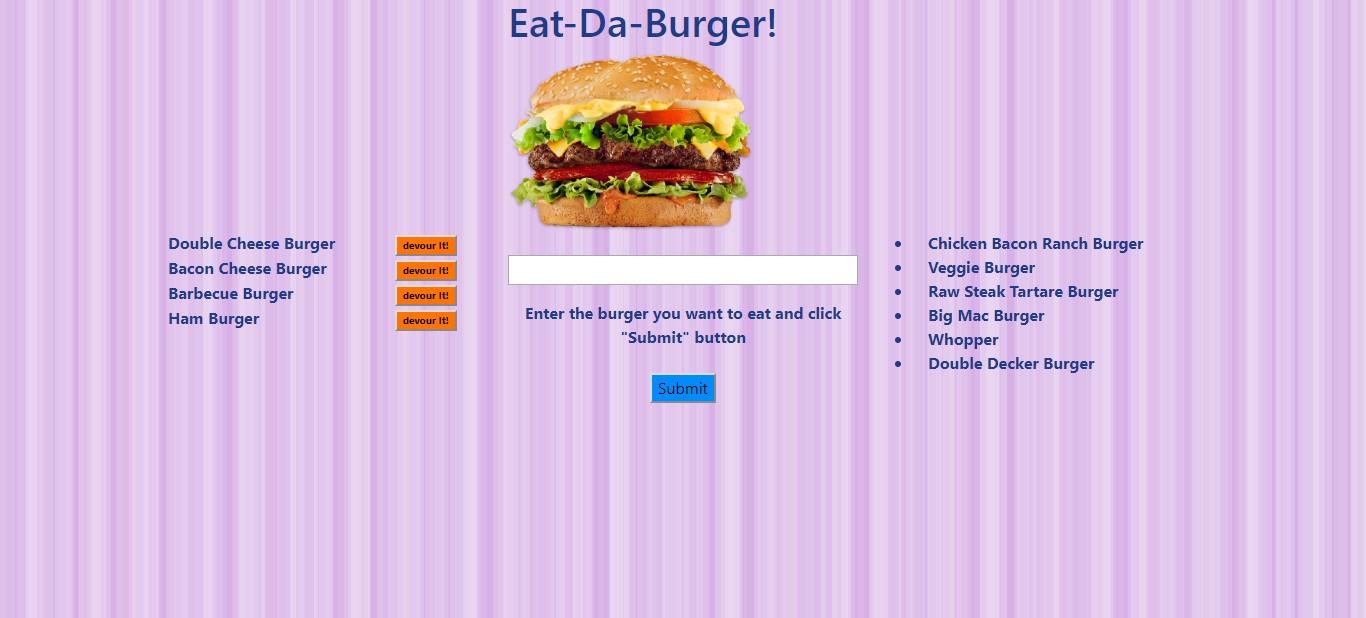 Eat-Da-Burger!
Double Cheese Burger devour It!
Bacon Cheese Burger devour It!
Barbecue Burger devour It!
Ham Burger devour It!
Enter the burger you want to eat and click
"Submit" button
Submit
• Chicken Bacon Ranch Burger
• Veggie Burger
• Raw Steak Tartare Burger
• Big Mac Burger
• Whopper
• Double Decker Burger